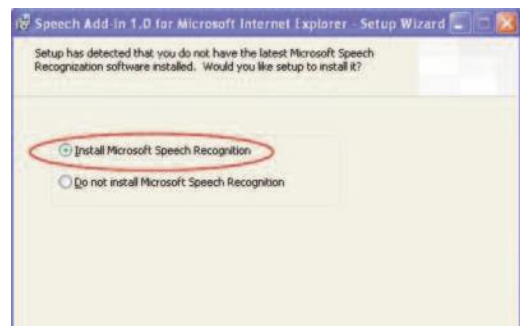 Speech Add-in 1.0 for Microsoft Internet Explorer - Setup Wizard
Setup has detected that you do not have the latest Microsoft Speech
Recognization software installed. Would you like setup to install it?
Install Microsoft Speech Recognition
Do not install Microsoft Speech Recognition